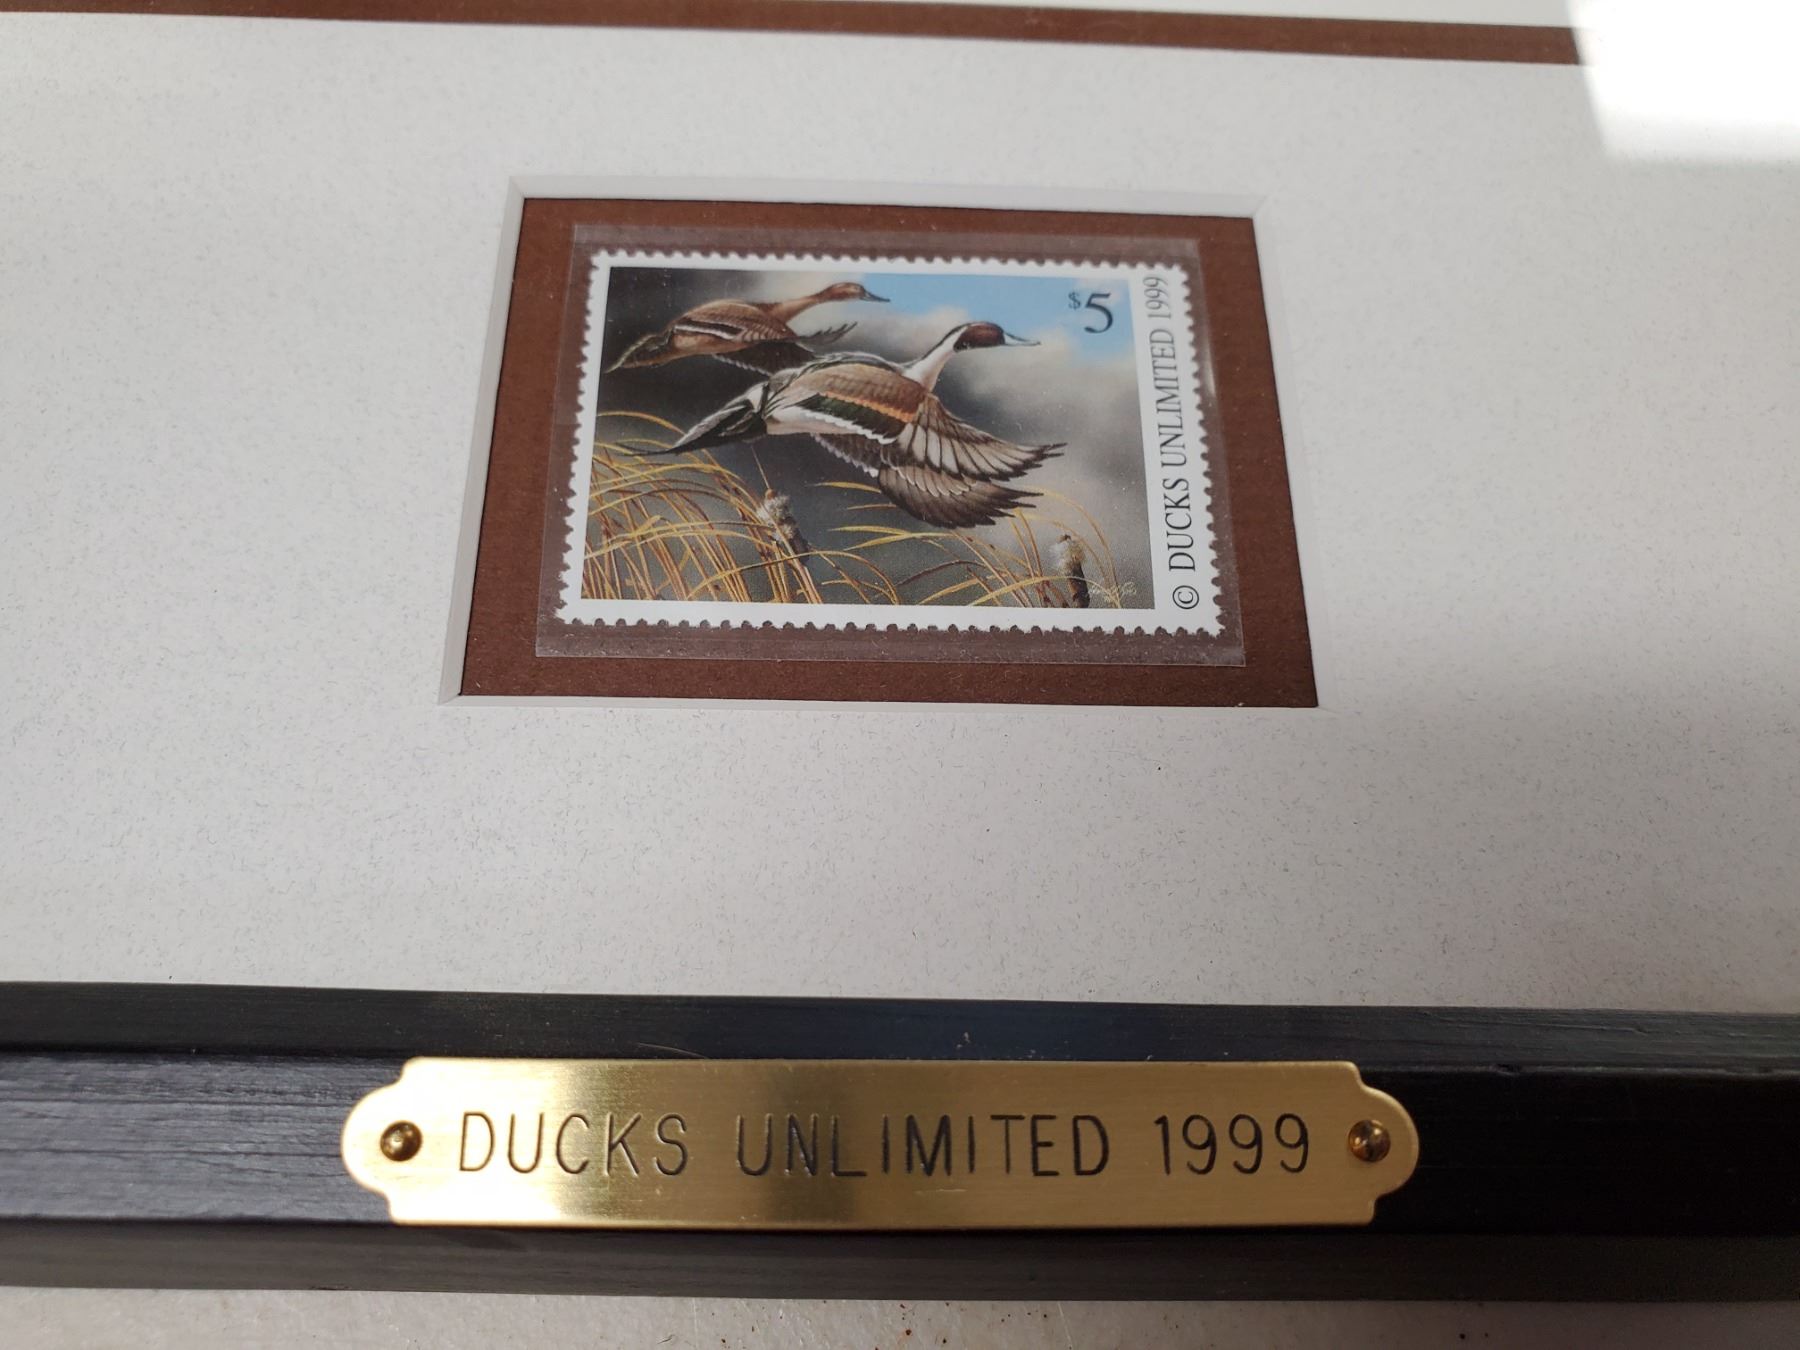 $5
© DUCKS UNLIMITED 1999
DUCKS UNLIMITED 1999